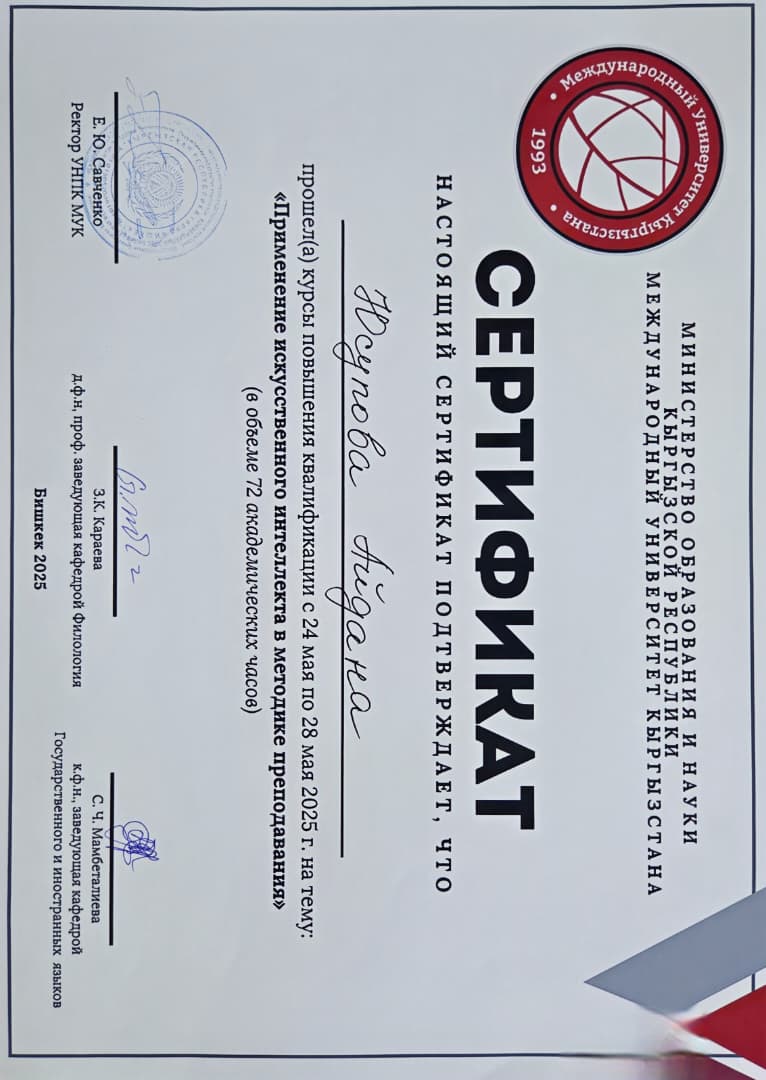 Международный Университет Кыргызстана
1993
МИНИСТЕРСТВО ОБРАЗОВАНИЯ И НАУКИ
КЫРГЫЗСКОЙ РЕСПУБЛИКИ
МЕЖДУНАРОДНЫЙ УНИВЕРСИТЕТ КЫРГЫЗСТАНА
СЕРТИФИКАТ
НАСТОЯЩИЙ СЕРТИФИКАТ ПОДТВЕРЖДАЕТ, ЧТО
Юсупова Айдана
прошел(а) курсы повышения квалификации с 24 мая по 28 мая 2025 г. на тему:
«Применение искусственного интеллекта в методике преподавания»
(в объеме 72 академических часов)
Е. Ю. Савченко
Ректор УНПК МУК
З.К. Караева
д.ф.н, проф. заведующая кафедрой Филология
С. Ч. Мамбеталиева
к.ф.н., заведующая кафедрой
Государственного и иностранных языков
Бишкек 2025